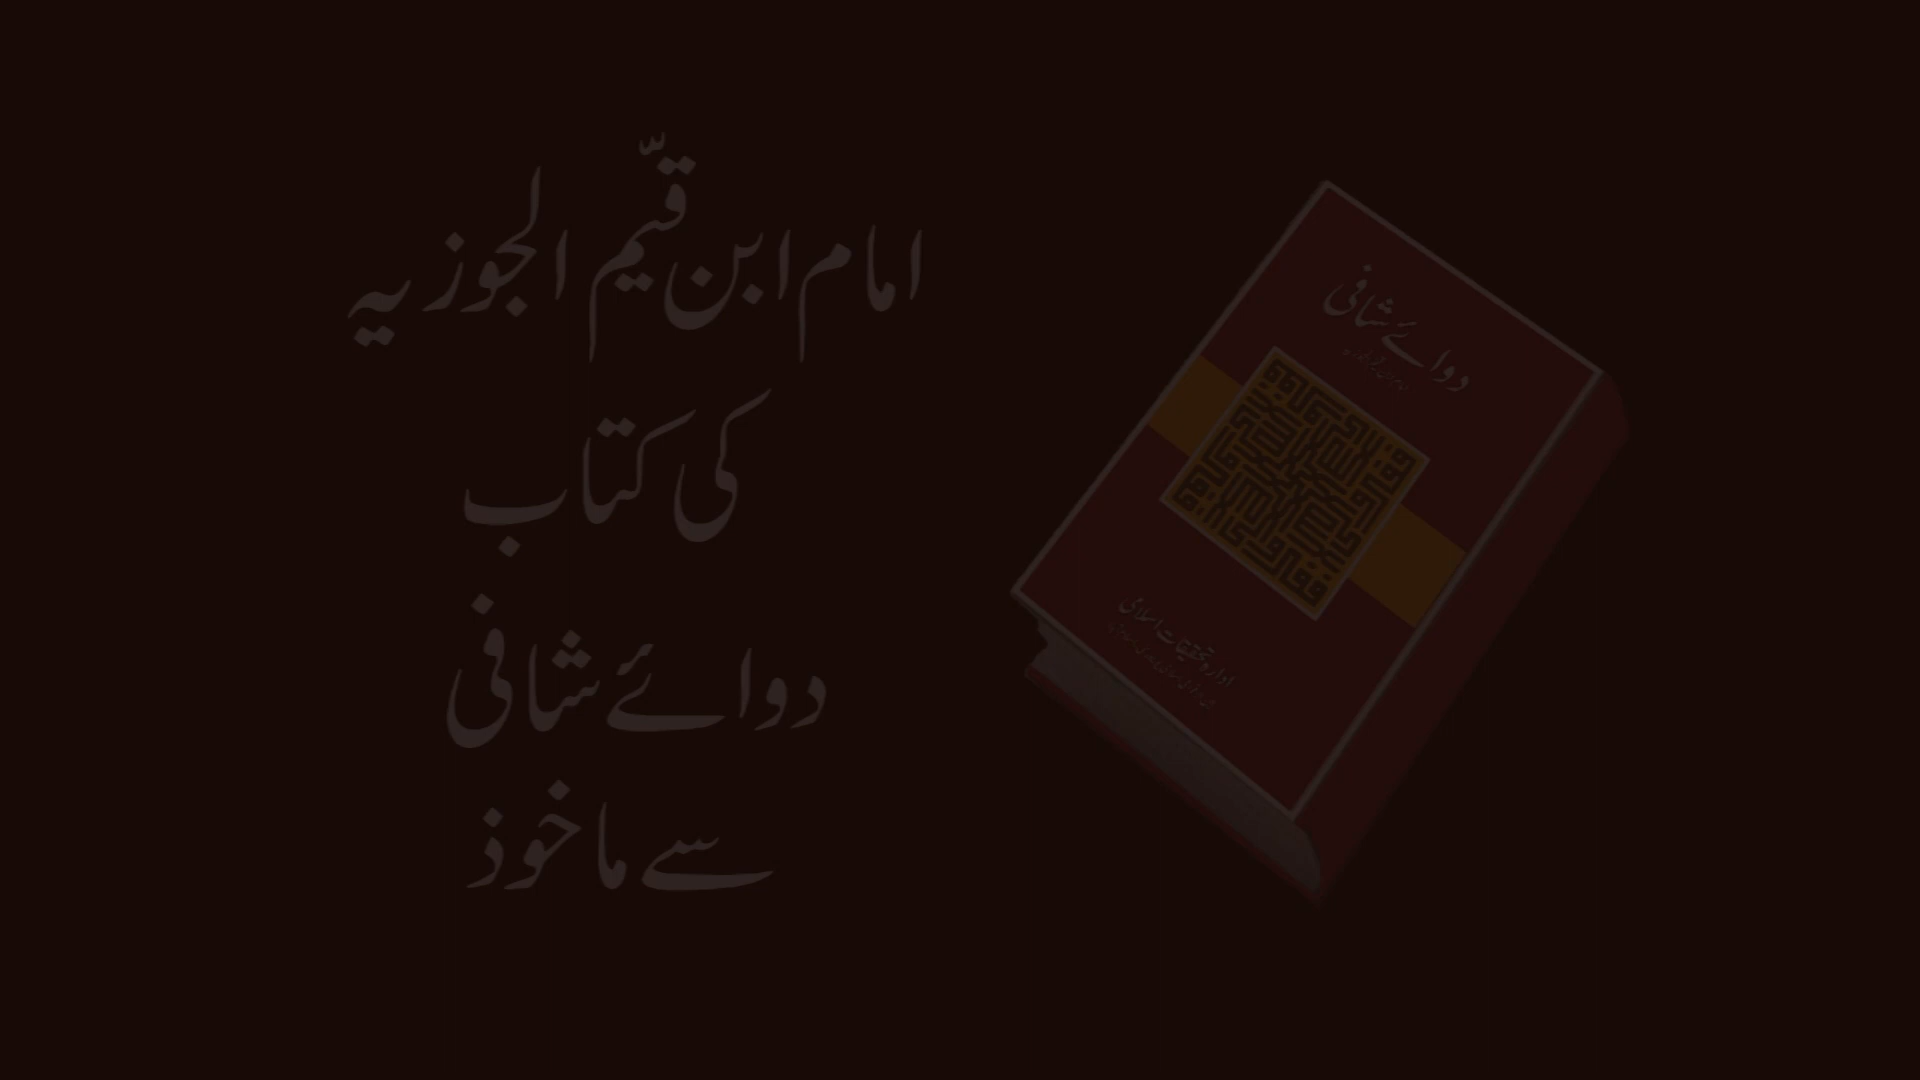 امام ابن قیّم الجوزیہ
کی کتاب
دوائے شافی
سے ماخوذ
دوائے شافی
ادارہ تحقیقات اسلامی